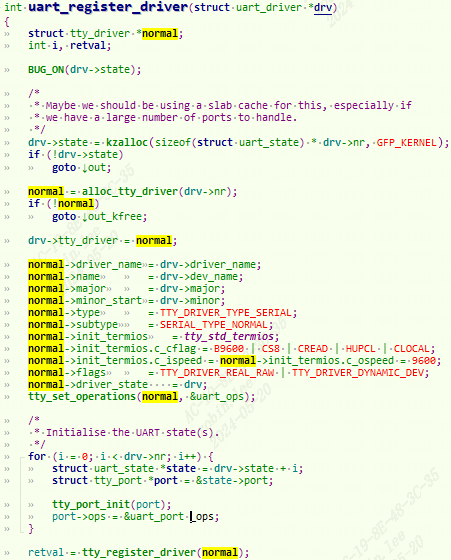 int uart_register_driver(struct uart_driver *drv)
{
» struct tty_driver *normal;
» int i, retval;
» BUG_ON(drv->state);
» /*
» * Maybe we should be using a slab cache for this, especially if
» * we have a large number of ports to handle.
» */
» drv->state = kzalloc(sizeof(struct uart_state) * drv->nr, GFP_KERNEL);
» if (!drv->state)
» » goto ↓out;
» normal = alloc_tty_driver(drv->nr);
» if (!normal)
» » goto ↓out_kfree;
» drv->tty_driver = normal;
» normal->driver_name» = drv->driver_name;
» normal->name» » = drv->dev_name;
» normal->major» » = drv->major;
» normal->minor_start» = drv->minor;
» normal->type» » = TTY_DRIVER_TYPE_SERIAL;
» normal->subtype» » = SERIAL_TYPE_NORMAL;
» normal->init_termios» = tty_std_termios;
» normal->init_termios.c_cflag = B9600 | CS8 | CREAD | HUPCL | CLOCAL;
» normal->init_termios.c_ispeed = normal->init_termios.c_ospeed = 9600;
» normal->flags» » = TTY_DRIVER_REAL_RAW | TTY_DRIVER_DYNAMIC_DEV;
» normal->driver_state = drv;
» tty_set_operations(normal, &uart_ops);
» /*
» * Initialise the UART state(s).
» */
» for (i = 0; i < drv->nr; i++) {
» » struct uart_state *state = drv->state + i;
» » struct tty_port *port = &state->port;
» » tty_port_init(port);
» » port->ops = &uart_port_ops;
» }
» retval = tty_register_driver(normal);